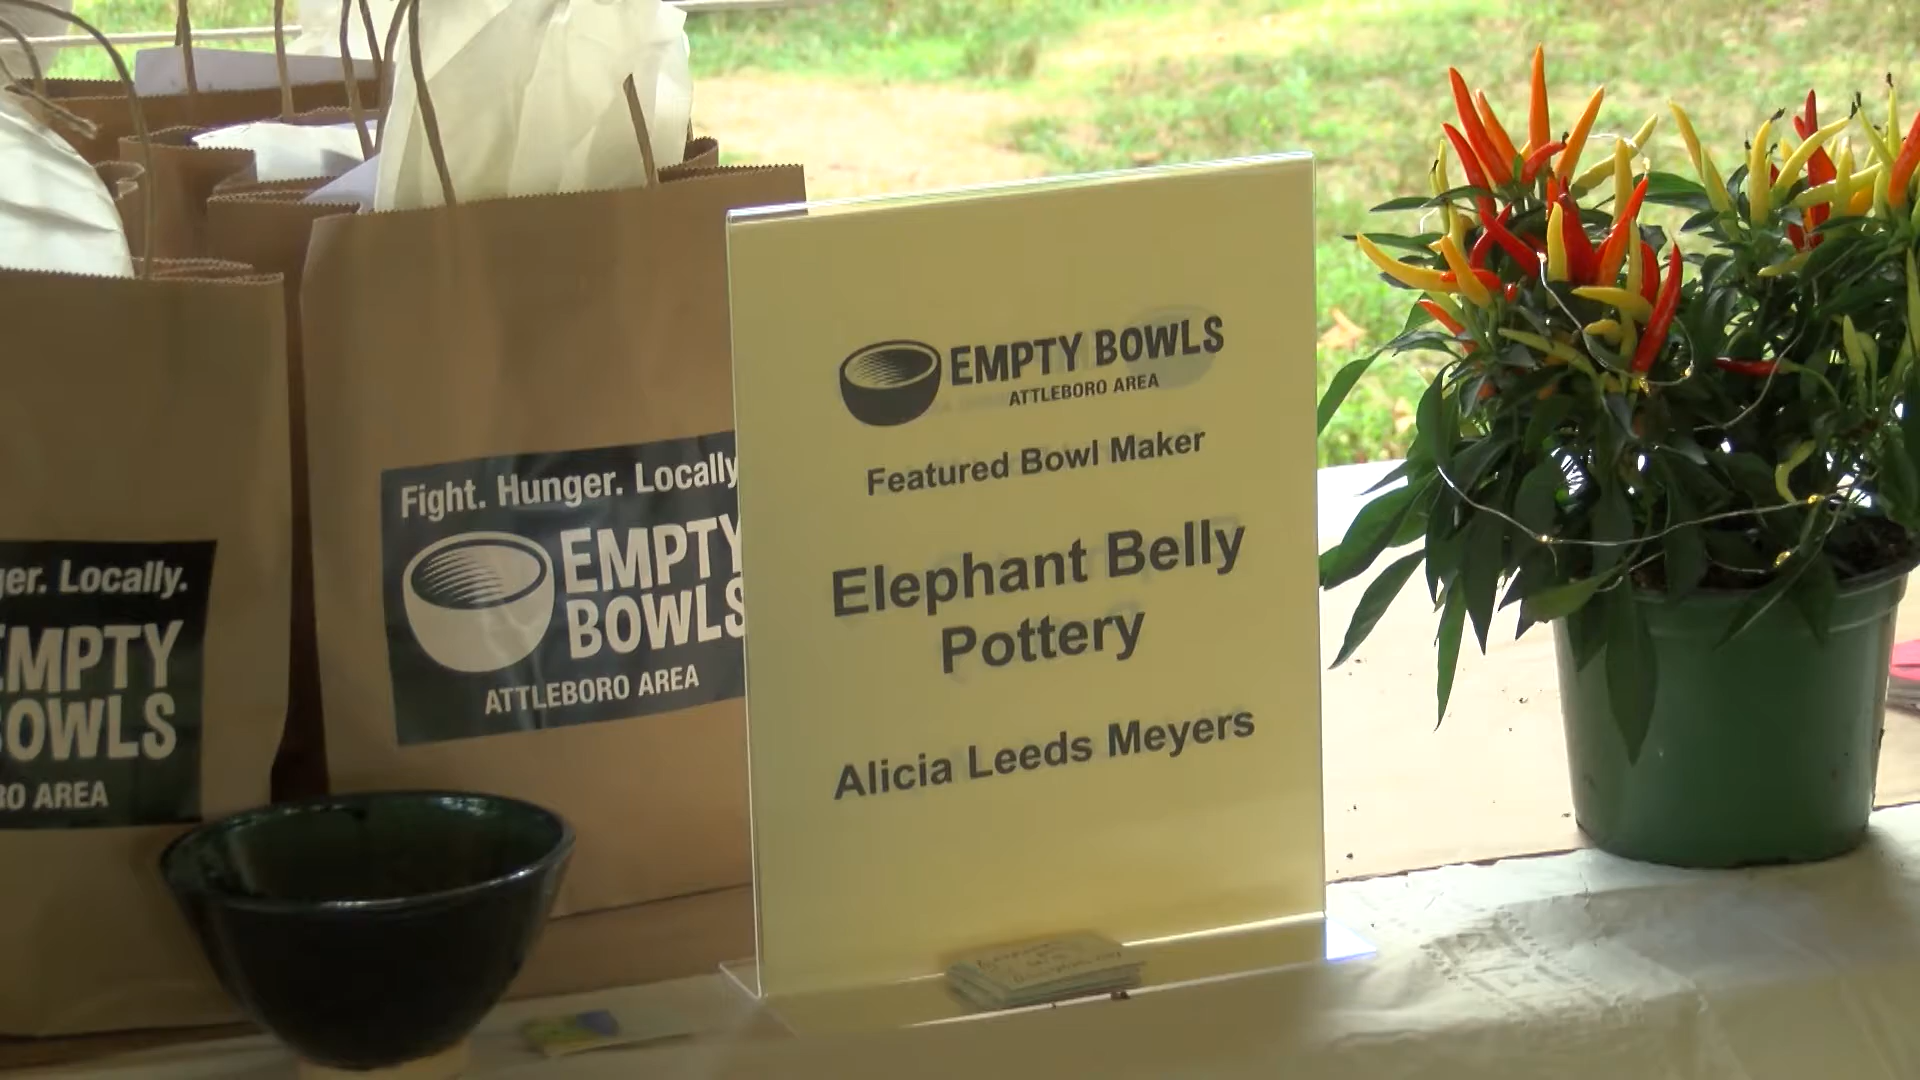 ger. Locally.
EMPTY
BOWLS
RO AREA
Fight. Hunger. Locally
EMPTY
BOWLS
ATTLEBORO AREA
EMPTY BOWLS
ATTLEBORO AREA
Featured Bowl Maker
Elephant Belly
Pottery
Alicia Leeds Meyers